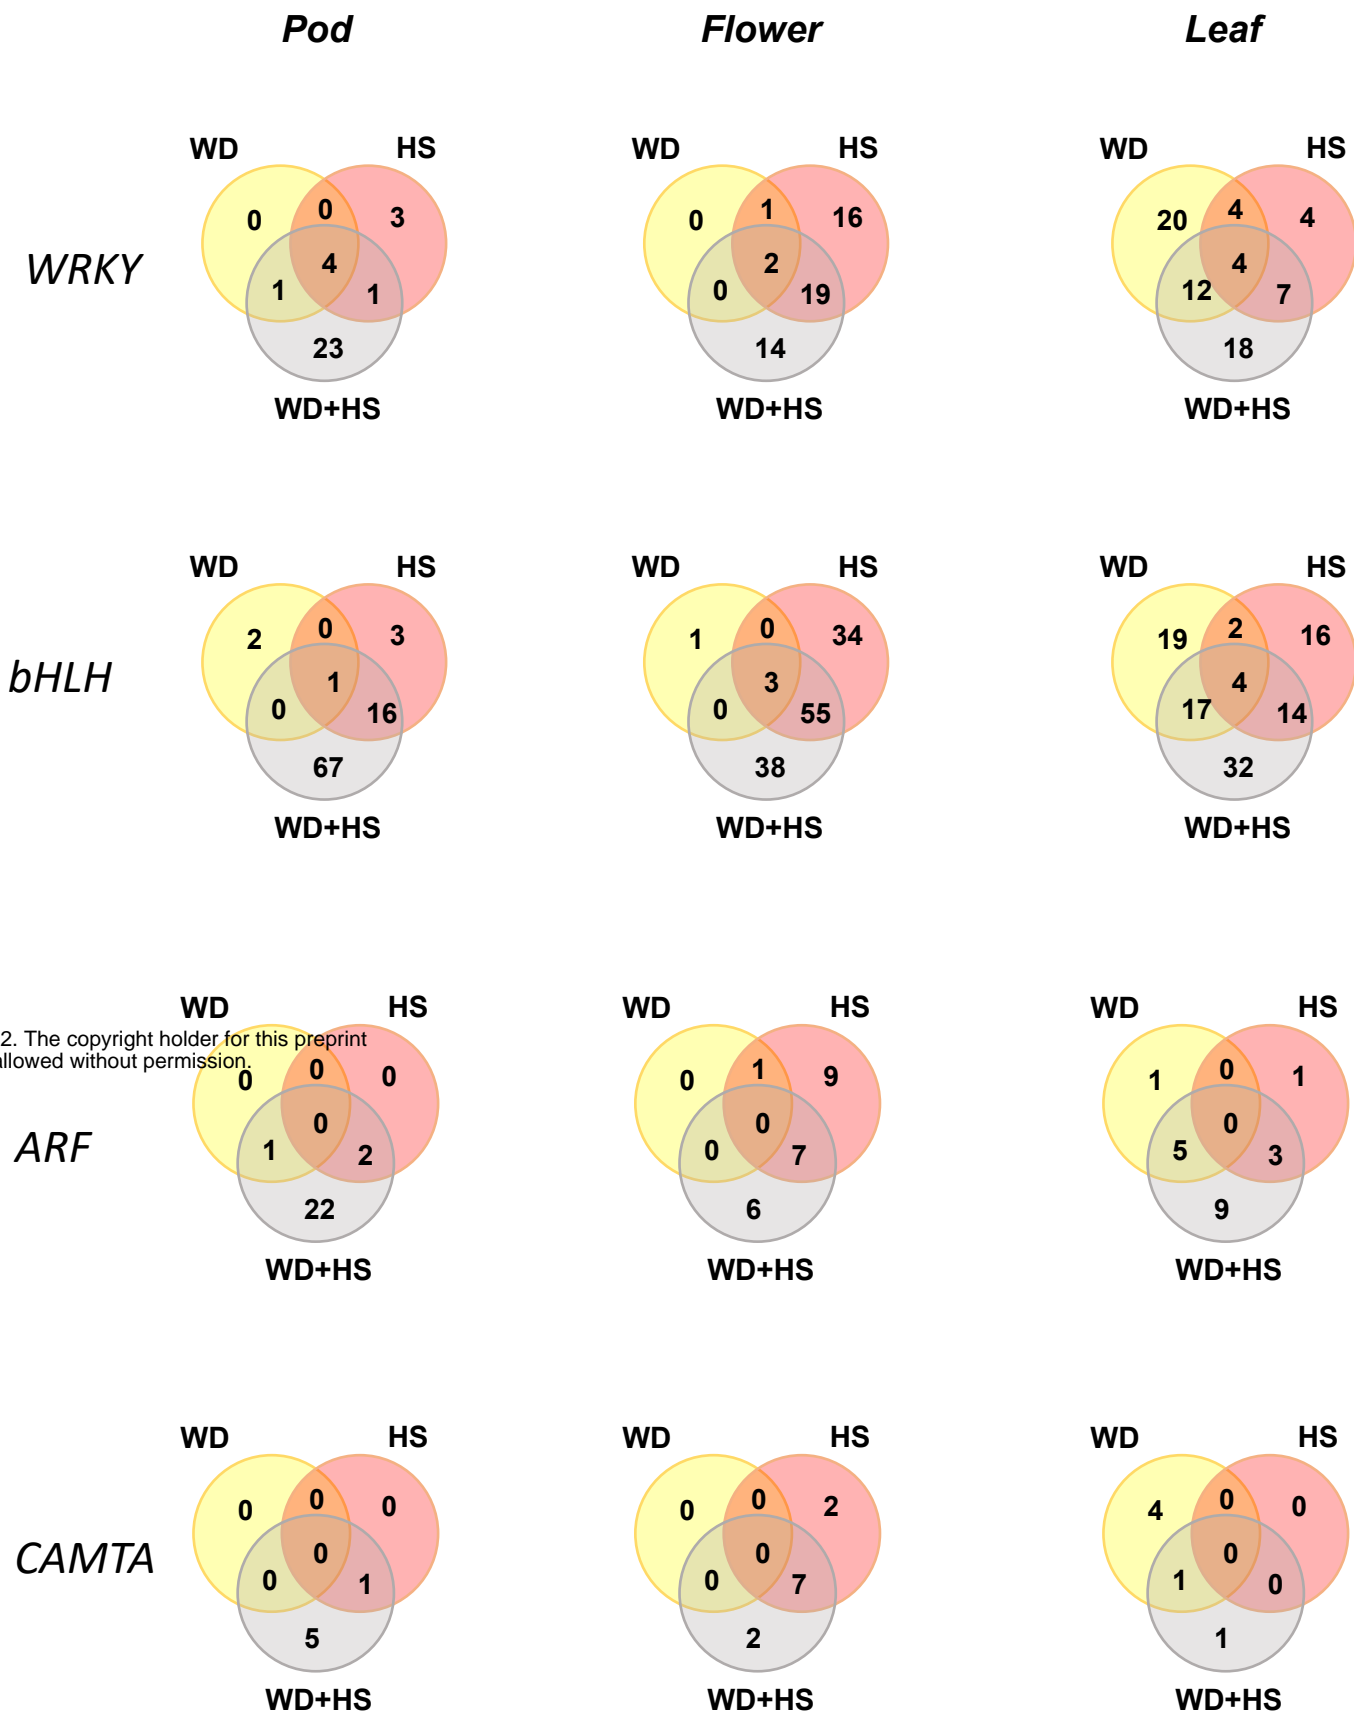 Pod Flower Leaf
WD HS WD HS WD HS
0 0 3 0 1 16 20 4 4
WRKY
4 2 4
1 1 0 19 12 7
23 14 18
WD+HS WD+HS WD+HS
WD HS WD HS WD HS
2 0 3 1 0 34 19 2 16
bHLH
1 3 4
0 16 0 55 17 14
67 38 32
WD+HS WD+HS WD+HS
WD HS WD HS WD HS
2. The copyright holder for this preprint
allowed without permission.
0 0 0 0 1 9 1 0 1
0 0 0
ARF
1 2 0 7 5 3
22 6 9
WD+HS WD+HS WD+HS
WD HS WD HS WD HS
0 0 0 0 0 2 4 0 0
CAMTA
0 0 0
0 1 0 7 1 0
5 2 1
WD+HS WD+HS WD+HS